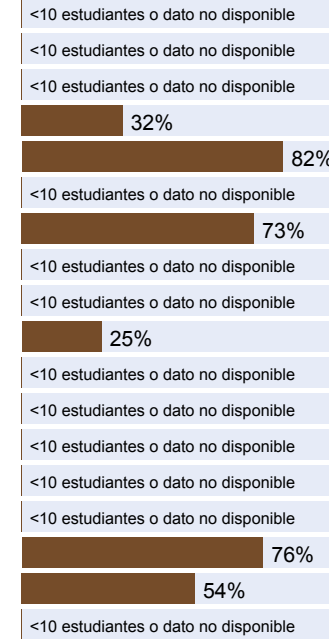 <10 estudiantes o dato no disponible
<10 estudiantes o dato no disponible
<10 estudiantes o dato no disponible
32%
82%
<10 estudiantes o dato no disponible
73%
<10 estudiantes o dato no disponible
<10 estudiantes o dato no disponible
25%
<10 estudiantes o dato no disponible
<10 estudiantes o dato no disponible
<10 estudiantes o dato no disponible
<10 estudiantes o dato no disponible
<10 estudiantes o dato no disponible
76%
54%
<10 estudiantes o dato no disponible